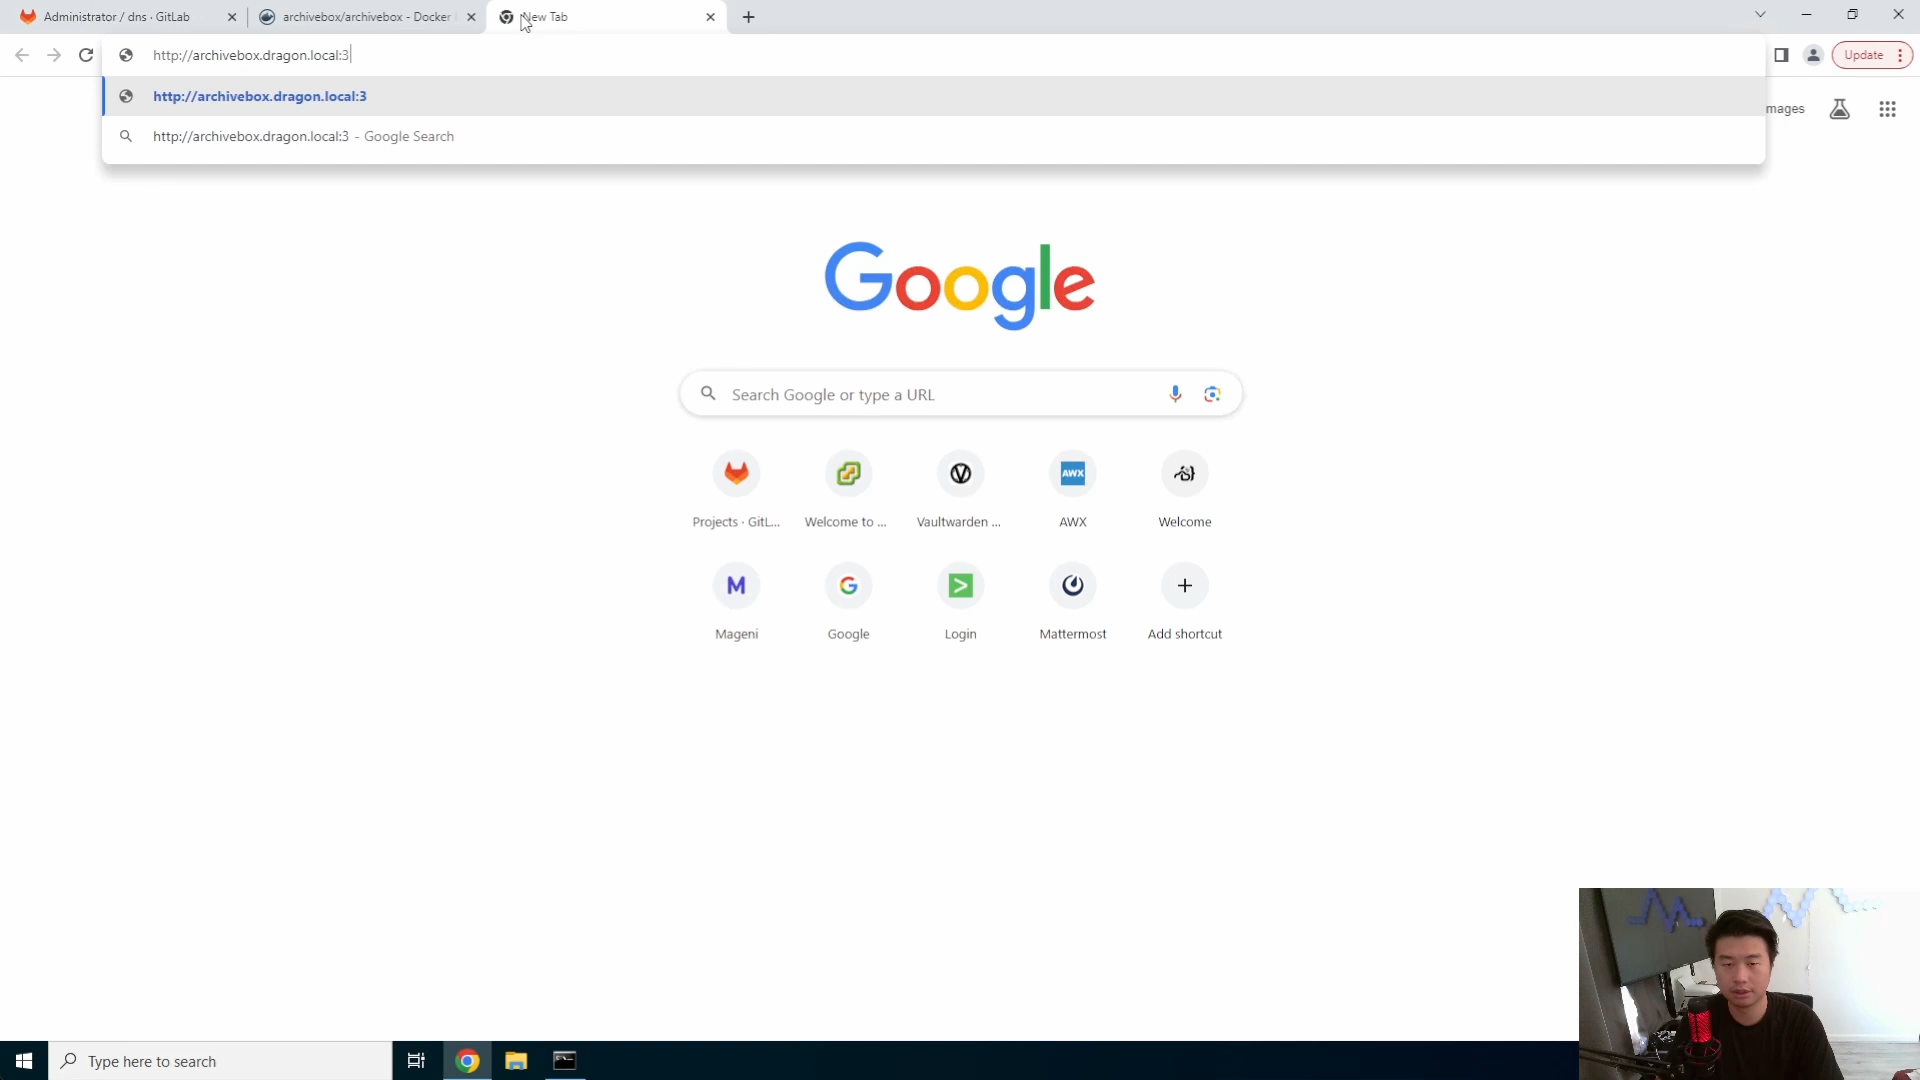 Administrator / dns · GitLab
archivebox/archivebox - Docker
New Tab
http://archivebox.dragon.local:3
Update
http://archivebox.dragon.local:3
mages
http://archivebox.dragon.local:3 - Google Search
Google
Search Google or type a URL
AWX
Projects · GitL...
Welcome to ...
Vaultwarden ...
AWX
Welcome
Mageni
Google
Login
Mattermost
Add shortcut
Type here to search